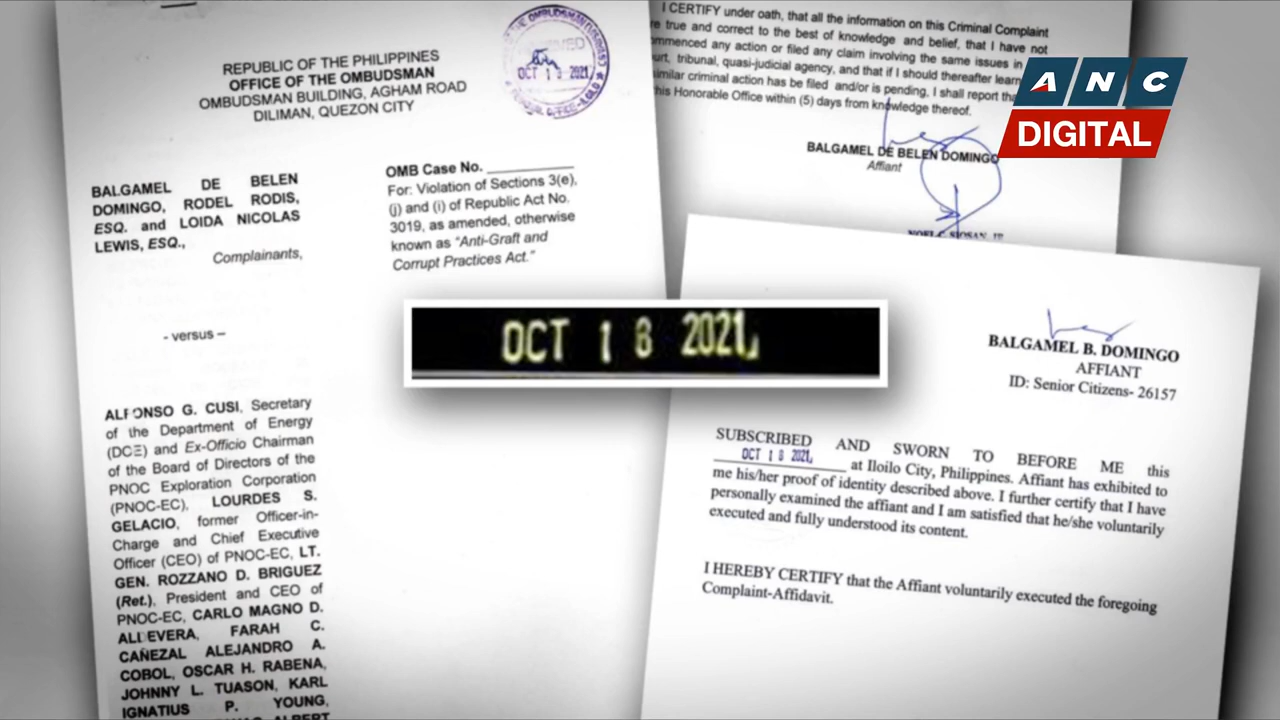 REPUBLIC OF THE PHILIPPINES
OFFICE OF THE OMBUDSMAN
OMBUDSMAN BUILDING, AGHAM ROAD
DILIMAN, QUEZON CITY
OCT 1 8 2021
BALGAMEL DE BELEN
DOMINGO, RODEL RODIS,
ESQ. and LOIDA NICOLAS
LEWIS, ESQ.,
Complainants,
OMB Case No. ___________
For: Violation of Sections 3(e),
(j) and (i) of Republic Act No.
3019, as amended, otherwise
known as “Anti-Graft and
Corrupt Practices Act.”
- versus –
ALFONSO G. CUSI, Secretary
of the Department of Energy
(DOE) and Ex-Officio Chairman
of the Board of Directors of the
PNOC Exploration Corporation
(PNOC-EC), LOURDES S.
GELACIO, former Officer-in-
Charge and Chief Executive
Officer (CEO) of PNOC-EC, LT.
GEN. ROZZANO D. BRIGUEZ
(Ret.), President and CEO of
PNOC-EC, CARLO MAGNO D.
FARAH C.
CAÑEZAL ALEJANDRO A.
COBOL, OSCAR H. RABENA,
JOHNNY L. TUASON, KARL
IGNATIUS P. YOUNG,
ALBERT
I CERTIFY under oath, that all the information on this Criminal Complaint
re true and correct to the best of knowledge and belief, that I have not
mmenced any action or filed any claim involving the same issues in
urt, tribunal, quasi-judicial agency, and that if I should thereafter learn
similar criminal action has been filed and/or is pending, I shall report tha
his Honorable Office within (5) days from knowledge thereof.
BALGAMEL DE BELEN DOMINGO
Affiant
ANC
DIGITAL
OCT 1 8 2021
BALGAMEL B. DOMINGO
AFFIANT
ID: Senior Citizens- 26157
SUBSCRIBED AND SWORN TO BEFORE ME this
OCT 1 8 2021 at Iloilo City, Philippines. Affiant has exhibited to
me his/her proof of identity described above. I further certify that I have
personally examined the affiant and I am satisfied that he/she voluntarily
executed and fully understood its content.
I HEREBY CERTIFY that the Affiant voluntarily executed the foregoing
Complaint-Affidavit.